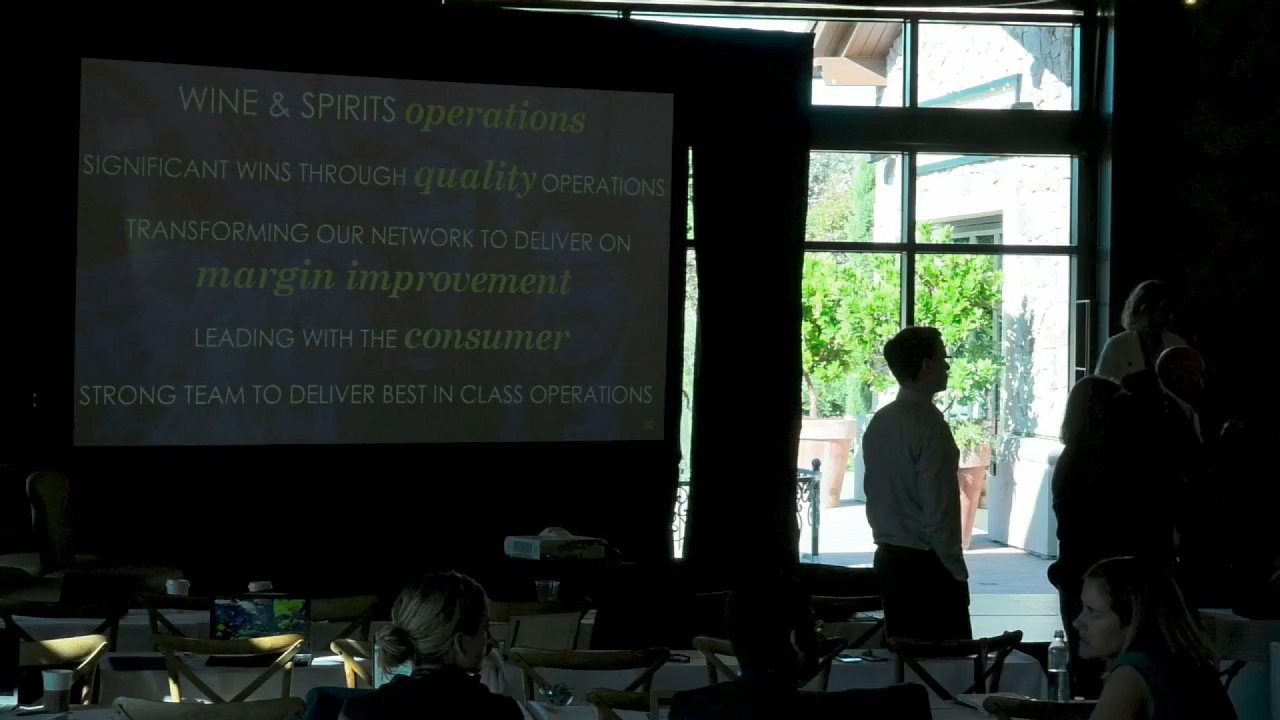 WINE & SPIRITS operations
SIGNIFICANT WINS THROUGH quality OPERATIONS
TRANSFORMING OUR NETWORK TO DELIVER ON
margin improvement
LEADING WITH THE consumer
STRONG TEAM TO DELIVER BEST IN CLASS OPERATIONS